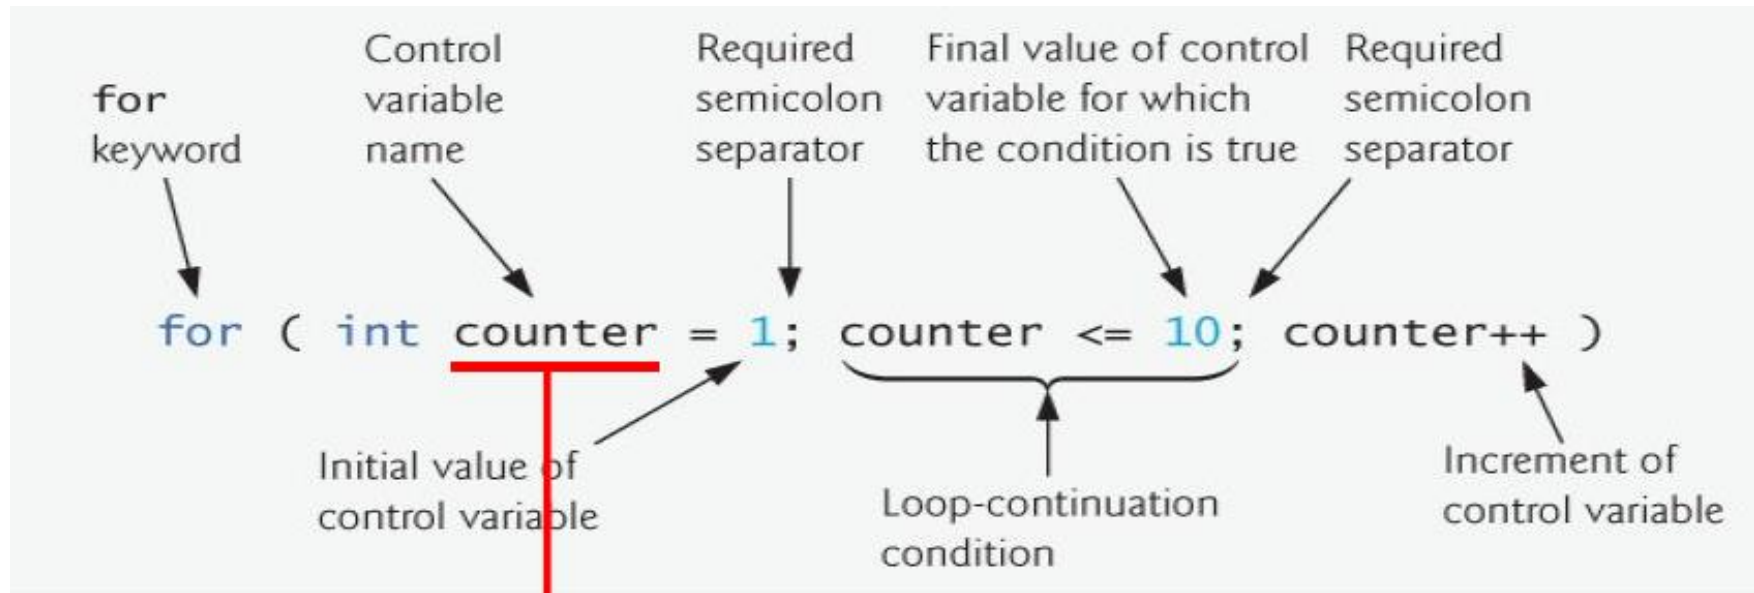 for
keyword
Control
variable
name
Required
semicolon
separator
Final value of control
variable for which
the condition is true
Required
semicolon
separator
for ( int counter = 1; counter <= 10; counter++ )
Initial value of
control variable
Loop-continuation
condition
Increment of
control variable